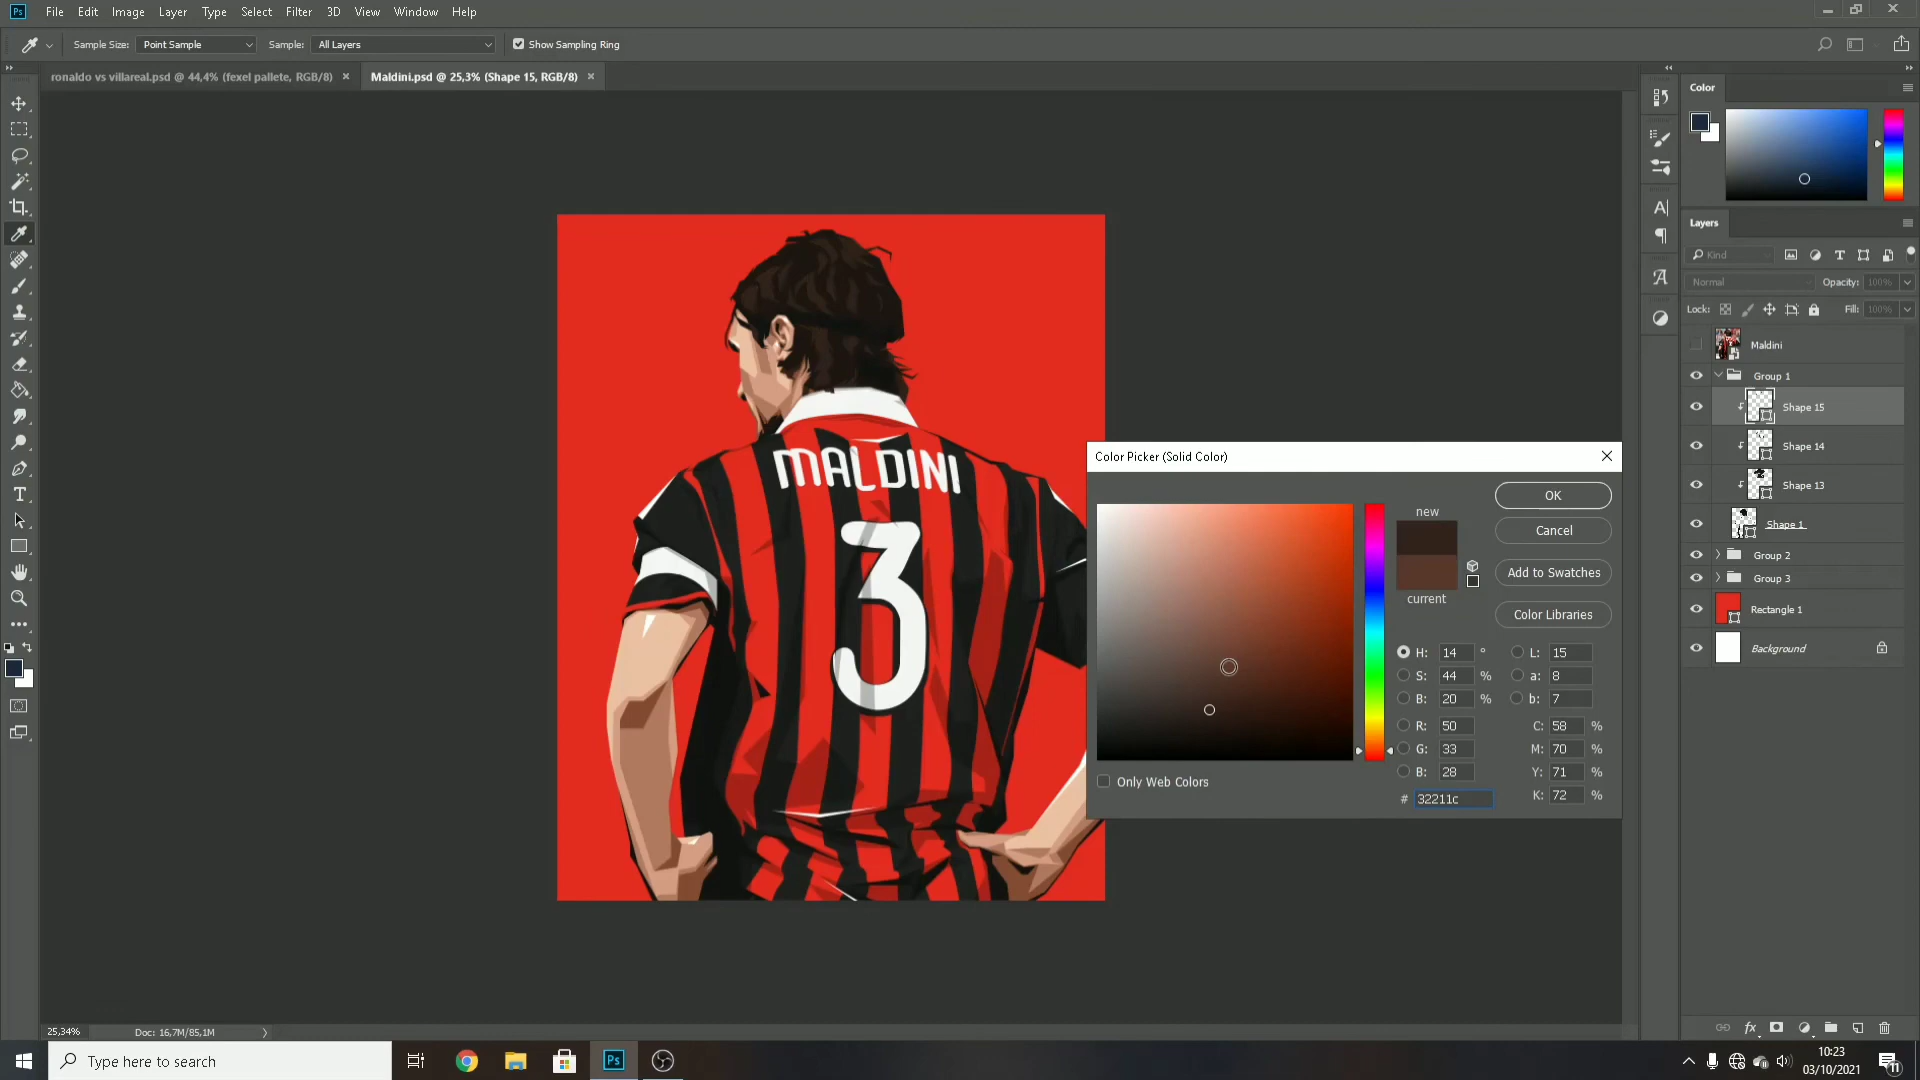 Ps File Edit Image Layer Type Select Filter 3D View Window Help
Sample Size: Point Sample Sample: All Layers Show Sampling Ring
ronaldo vs villareal.psd @ 44,4% (fexel pallete, RGB/8) × Maldini.psd @ 25,3% (Shape 15, RGB/8) ×
Color
Layers
Kind
Normal Opacity: 100%
Lock: Fill: 100%
Maldini
Group 1
Shape 15
Shape 14
Shape 13
Shape 1
Group 2
Group 3
Rectangle 1
Background
MALDINI
3
Color Picker (Solid Color)
new
current
OK
Cancel
Add to Swatches
Color Libraries
H: 14 ° L: 15
S: 44 % a: 8
B: 20 % b: 7
R: 50 C: 58 %
G: 33 M: 70 %
B: 28 Y: 71 %
# 32211c K: 72 %
Only Web Colors
25,34% Doc: 16,7M/85,1M
Type here to search
Ps
10:23
03/10/2021
11